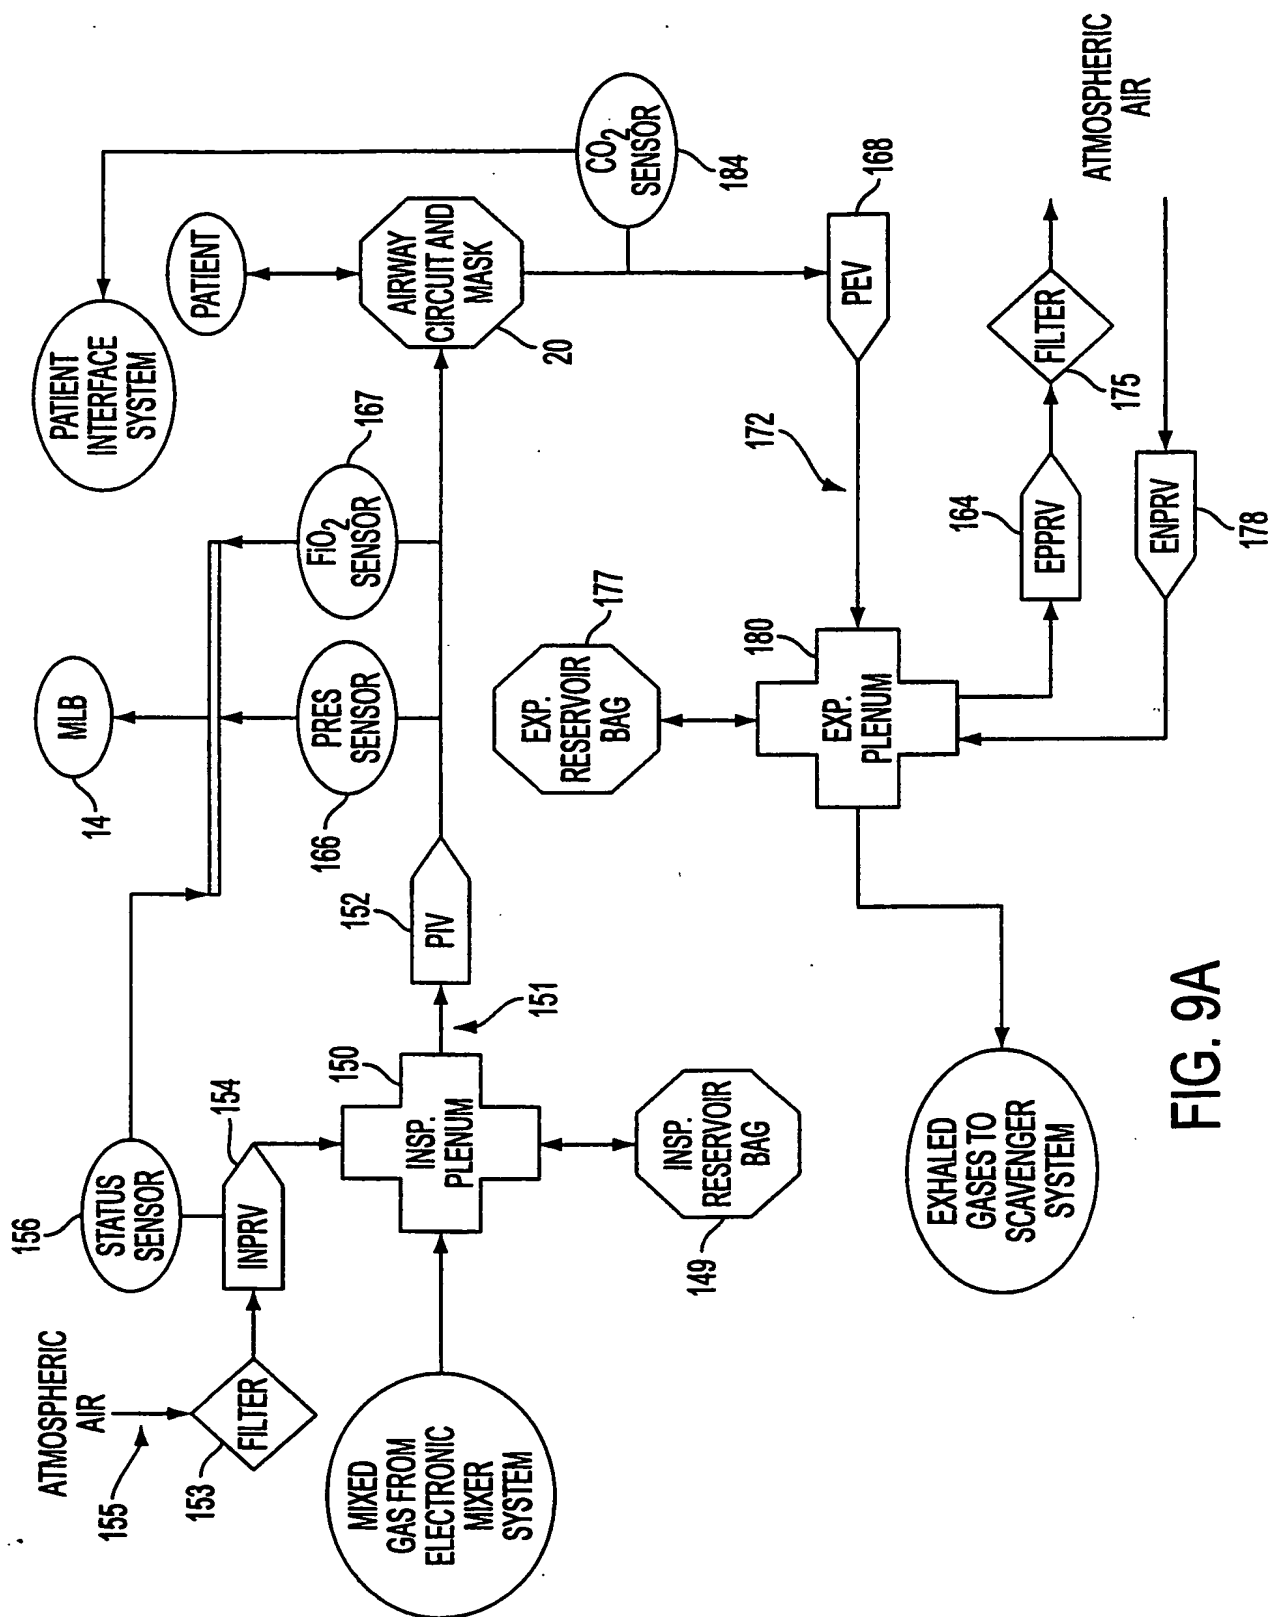 ATMOSPHERIC
AIR
155
FILTER
153
156
STATUS
SENSOR
INPRV
154
MIXED
GAS FROM
ELECTRONIC
MIXER
SYSTEM
INSP.
PLENUM
150
151
INSP.
RESERVOIR
BAG
149
PIV
152
MLB
14
PRES
SENSOR
166
FiO2
SENSOR
167
PATIENT
INTERFACE
SYSTEM
PATIENT
AIRWAY
CIRCUIT AND
MASK
20
CO2
SENSOR
184
PEV
168
172
EXP.
RESERVOIR
BAG
177
EXP.
PLENUM
180
EPPRV
164
FILTER
175
ATMOSPHERIC
AIR
ENPRV
178
EXHALED
GASES TO
SCAVENGER
SYSTEM
FIG. 9A